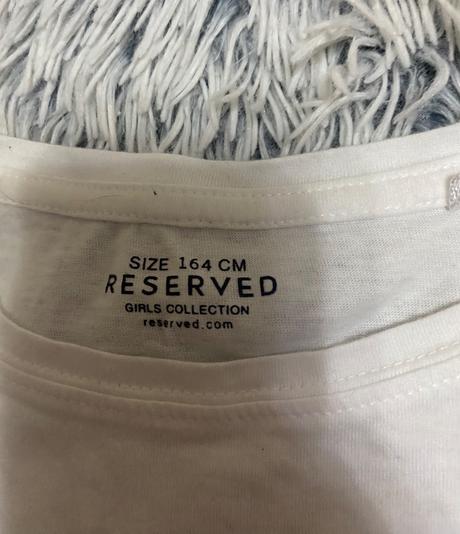 SIZE 164 CM
RESERVED
GIRLS COLLECTION
reserved.com